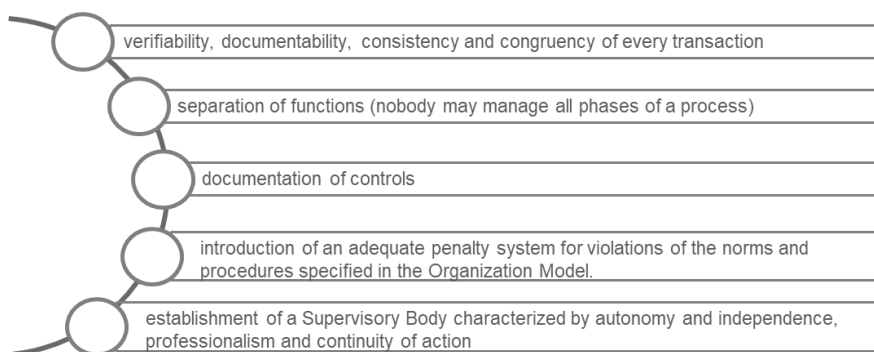 verifiability, documentability, consistency and congruency of every transaction
separation of functions (nobody may manage all phases of a process)
documentation of controls
introduction of an adequate penalty system for violations of the norms and
procedures specified in the Organization Model.
establishment of a Supervisory Body characterized by autonomy and independence,
professionalism and continuity of action